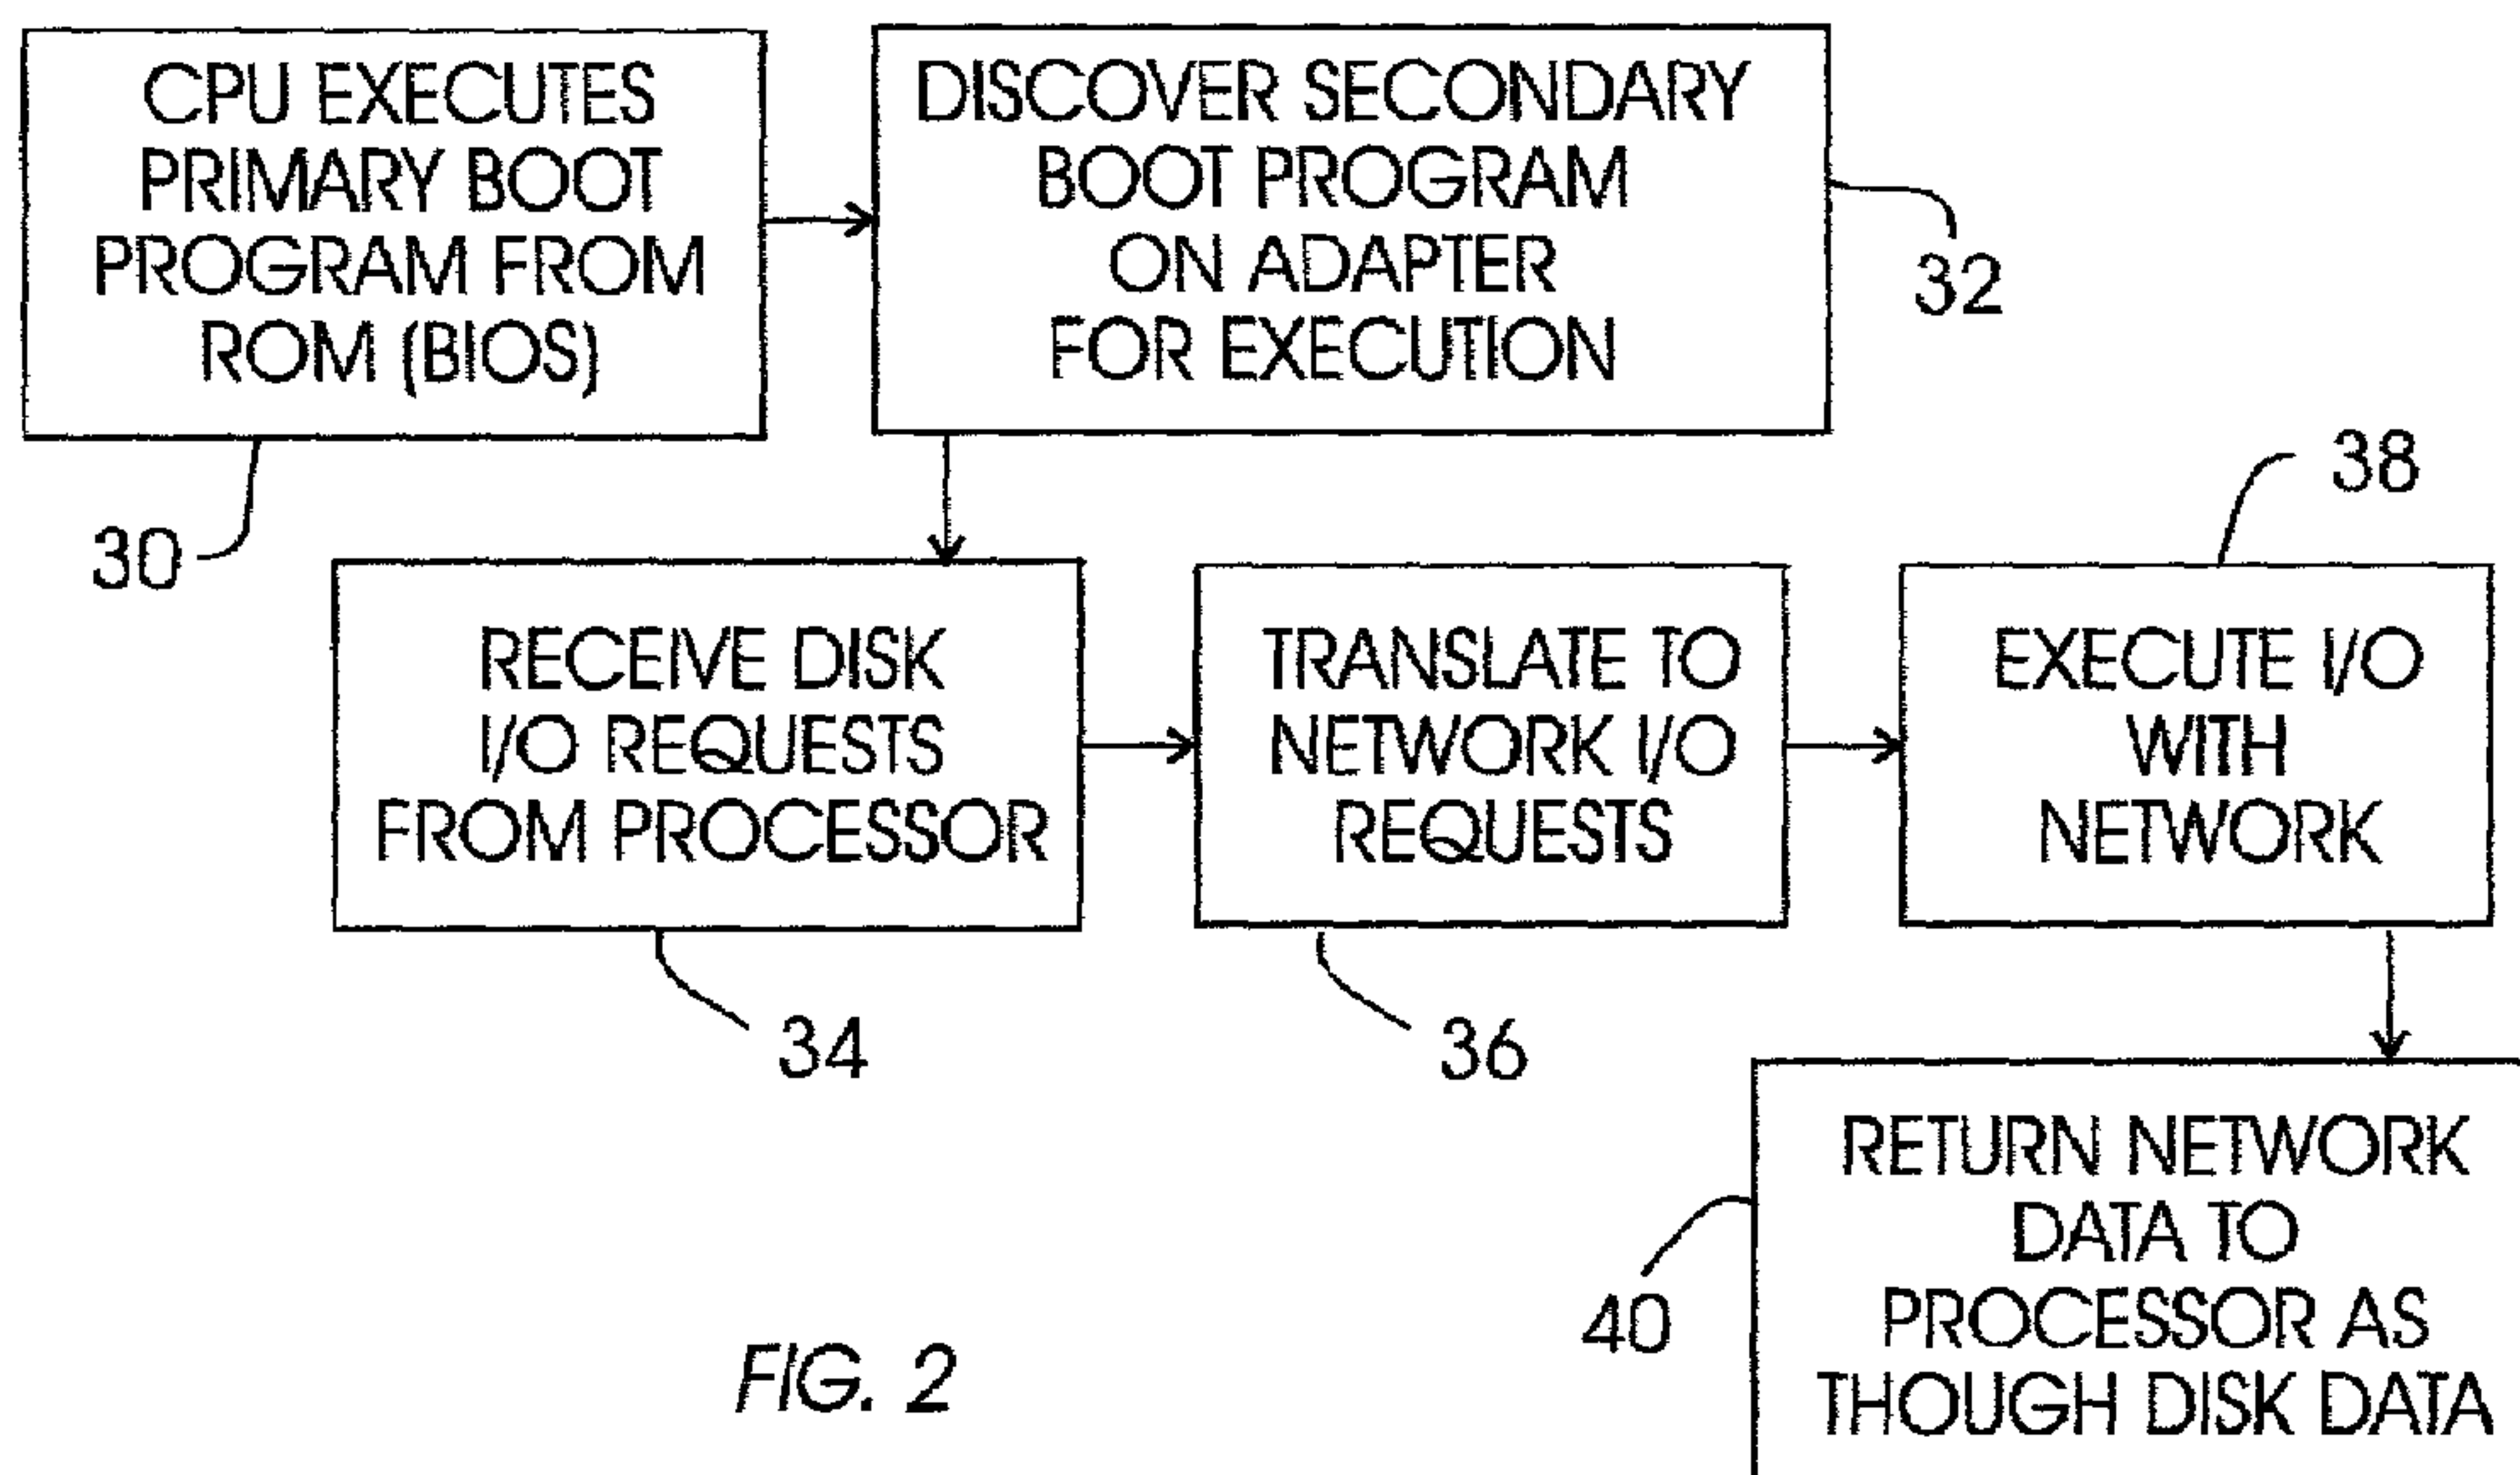 CPU EXECUTES
PRIMARY BOOT
PROGRAM FROM
ROM (BIOS)
30
DISCOVER SECONDARY
BOOT PROGRAM
ON ADAPTER
FOR EXECUTION
32
RECEIVE DISK
I/O REQUESTS
FROM PROCESSOR
34
TRANSLATE TO
NETWORK I/O
REQUESTS
36
38
EXECUTE I/O
WITH
NETWORK
RETURN NETWORK
DATA TO
PROCESSOR AS
THOUGH DISK DATA
40
FIG. 2